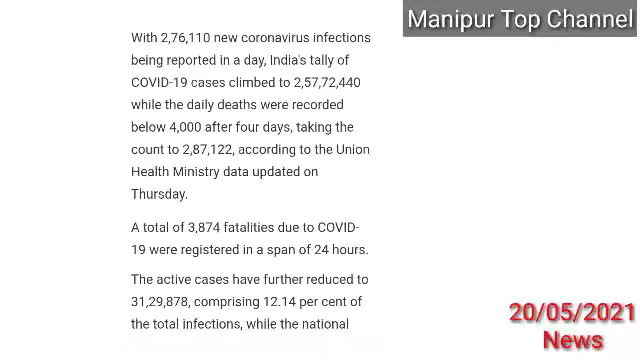 Manipur Top Channel
With 2,76,110 new coronavirus infections
being reported in a day, India's tally of
COVID-19 cases climbed to 2,57,72,440
while the daily deaths were recorded
below 4,000 after four days, taking the
count to 2,87,122, according to the Union
Health Ministry data updated on
Thursday.
A total of 3,874 fatalities due to COVID-
19 were registered in a span of 24 hours.
The active cases have further reduced to
31,29,878, comprising 12.14 per cent of
the total infections, while the national
20/05/2021
News